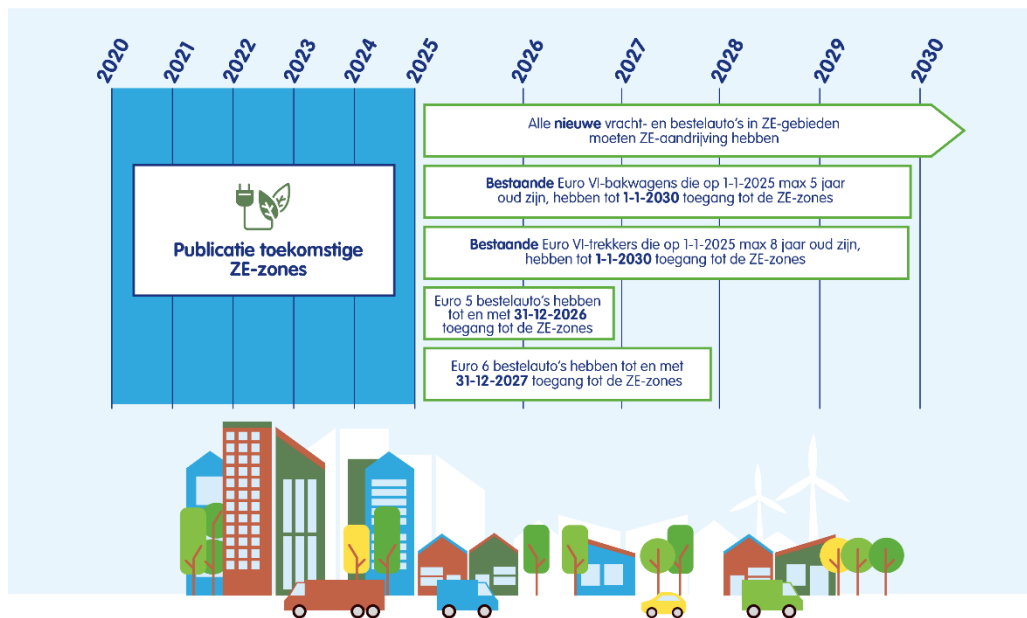 2020
2021
2022
2023
2024
2025
2026
2027
2028
2029
2030
Publicatie toekomstige
ZE-zones
Alle nieuwe vracht- en bestelauto's in ZE-gebieden
moeten ZE-aandrijving hebben
Bestaande Euro VI-bakwagens die op 1-1-2025 max 5 jaar
oud zijn, hebben tot 1-1-2030 toegang tot de ZE-zones
Bestaande Euro VI-trekkers die op 1-1-2025 max 8 jaar oud zijn,
hebben tot 1-1-2030 toegang tot de ZE-zones
Euro 5 bestelauto's hebben
tot en met 31-12-2026
toegang tot de ZE-zones
Euro 6 bestelauto's hebben tot en met
31-12-2027 toegang tot de ZE-zones